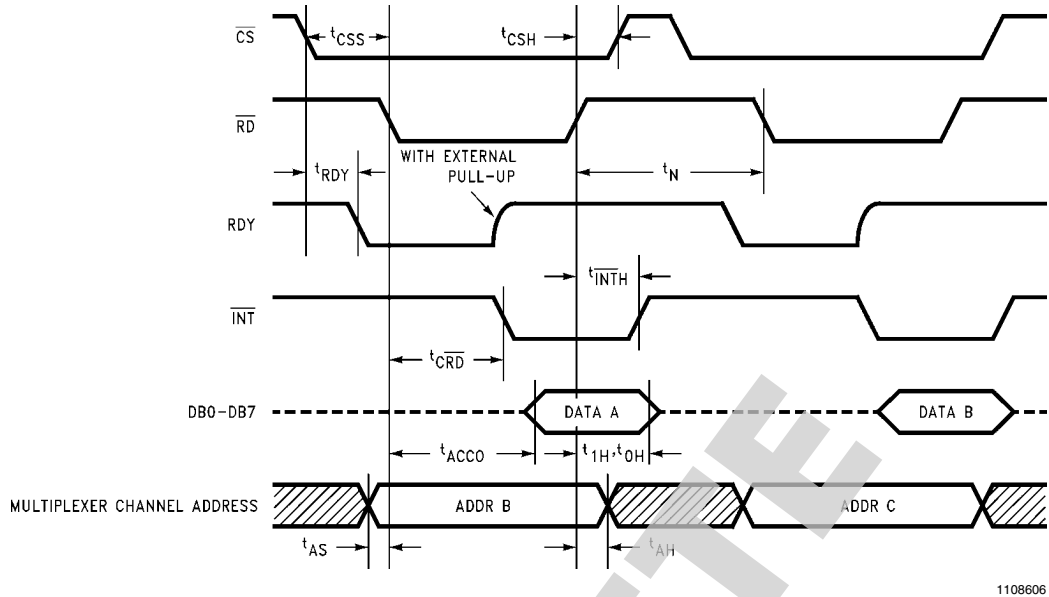 CS tCSS tCSH
RD
WITH EXTERNAL
PULL-UP
tRDY tN
RDY
tINTH
INT
tCRD
DB0-DB7 DATA A DATA B
tACC0 t1H,t0H
MULTIPLEXER CHANNEL ADDRESS ADDR B ADDR C
tAS tAH
TE
1108606